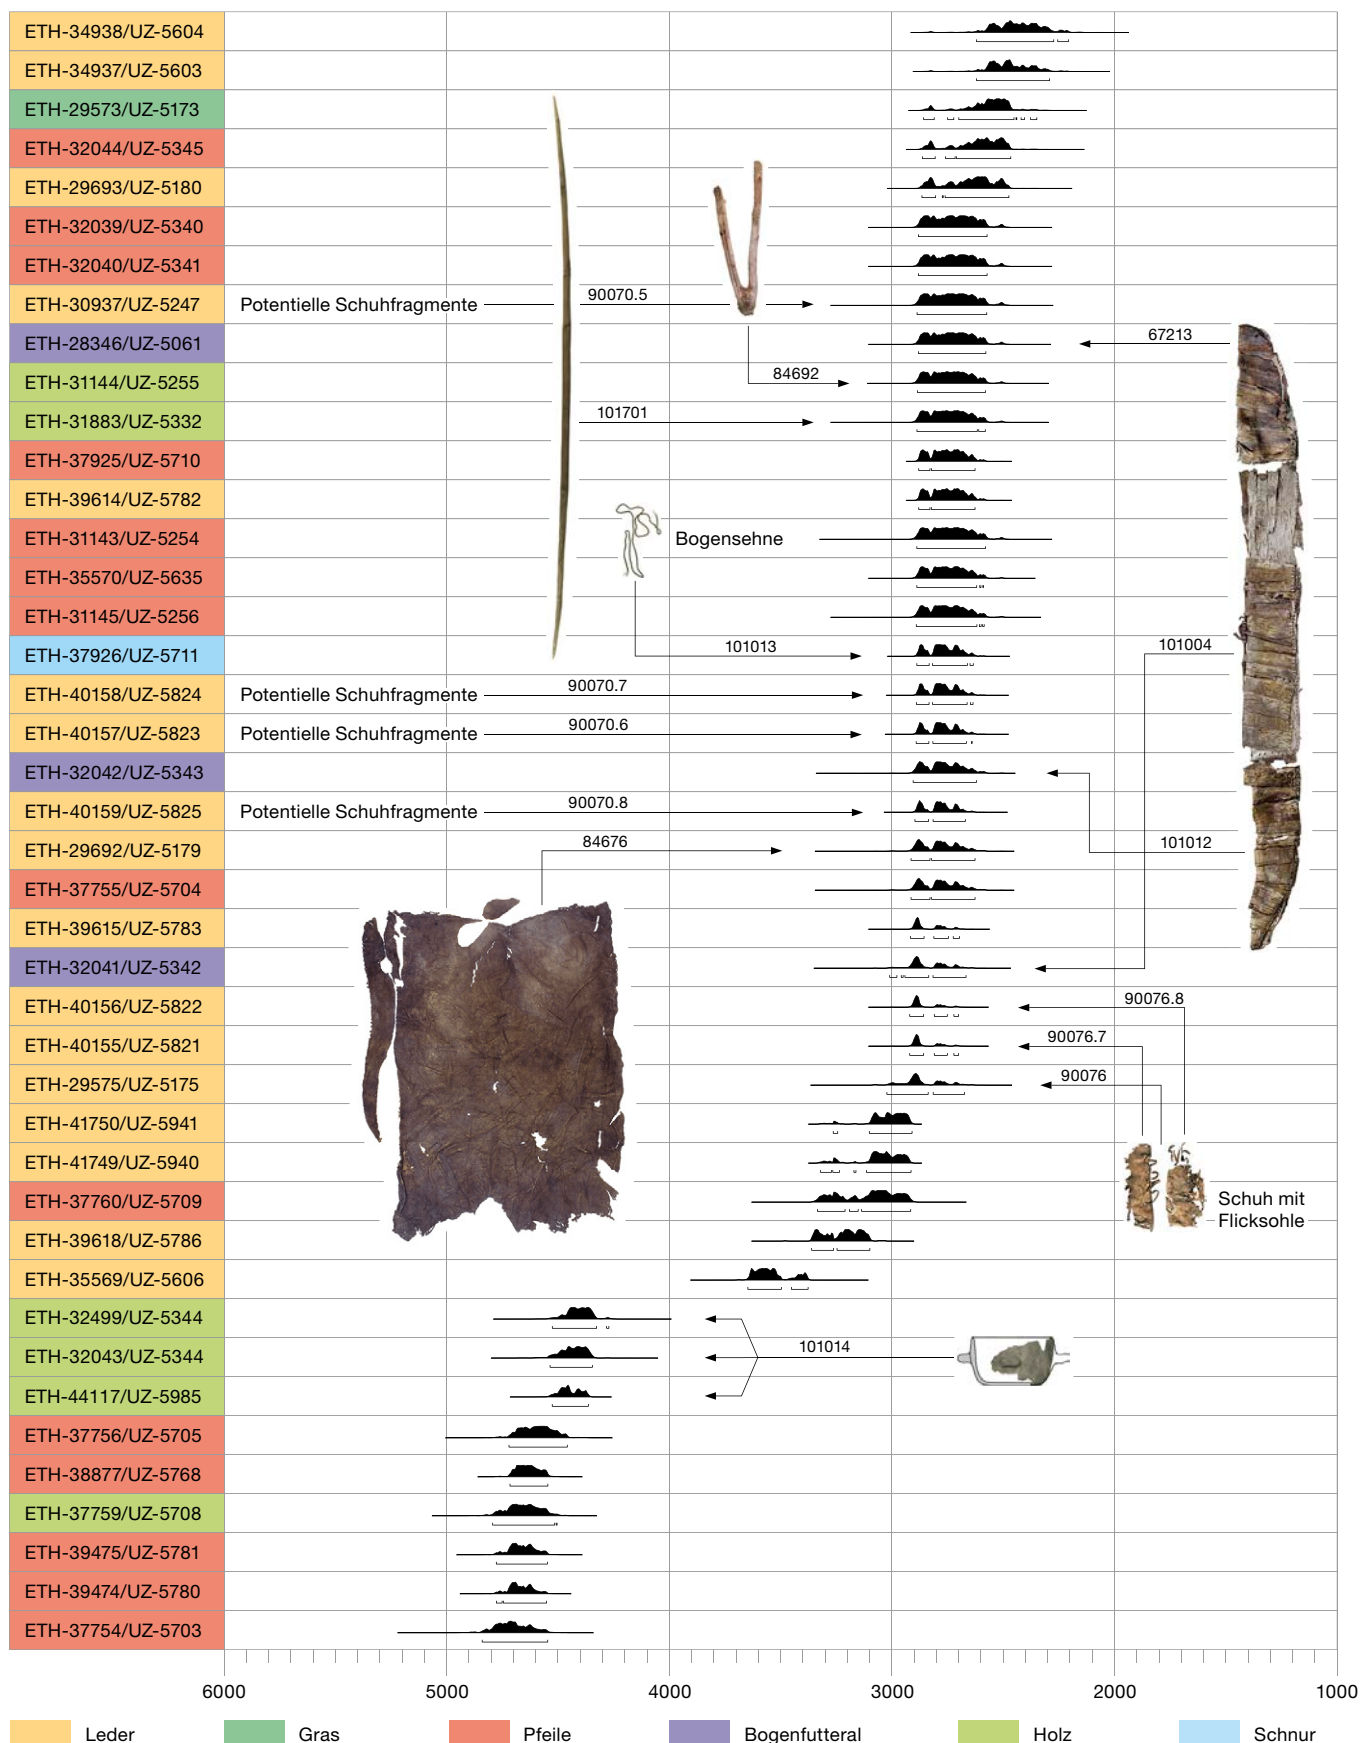 ETH-34938/UZ-5604
ETH-34937/UZ-5603
ETH-29573/UZ-5173
ETH-32044/UZ-5345
ETH-29693/UZ-5180
ETH-32039/UZ-5340
ETH-32040/UZ-5341
ETH-30937/UZ-5247 Potentielle Schuhfragmente 90070.5
ETH-28346/UZ-5061 67213
ETH-31144/UZ-5255 84692
ETH-31883/UZ-5332 101701
ETH-37925/UZ-5710
ETH-39614/UZ-5782
ETH-31143/UZ-5254 Bogensehne
ETH-35570/UZ-5635
ETH-31145/UZ-5256
ETH-37926/UZ-5711 101013 101004
ETH-40158/UZ-5824 Potentielle Schuhfragmente 90070.7
ETH-40157/UZ-5823 Potentielle Schuhfragmente 90070.6
ETH-32042/UZ-5343
ETH-40159/UZ-5825 Potentielle Schuhfragmente 90070.8
ETH-29692/UZ-5179 84676 101012
ETH-37755/UZ-5704
ETH-39615/UZ-5783
ETH-32041/UZ-5342
ETH-40156/UZ-5822 90076.8
ETH-40155/UZ-5821 90076.7
ETH-29575/UZ-5175 90076
ETH-41750/UZ-5941
ETH-41749/UZ-5940
ETH-37760/UZ-5709 Schuh mit
Flicksohle
ETH-39618/UZ-5786
ETH-35569/UZ-5606
ETH-32499/UZ-5344
ETH-32043/UZ-5344 101014
ETH-44117/UZ-5985
ETH-37756/UZ-5705
ETH-38877/UZ-5768
ETH-37759/UZ-5708
ETH-39475/UZ-5781
ETH-39474/UZ-5780
ETH-37754/UZ-5703
6000 5000 4000 3000 2000 1000
Leder Gras Pfeile Bogenfutteral Holz Schnur